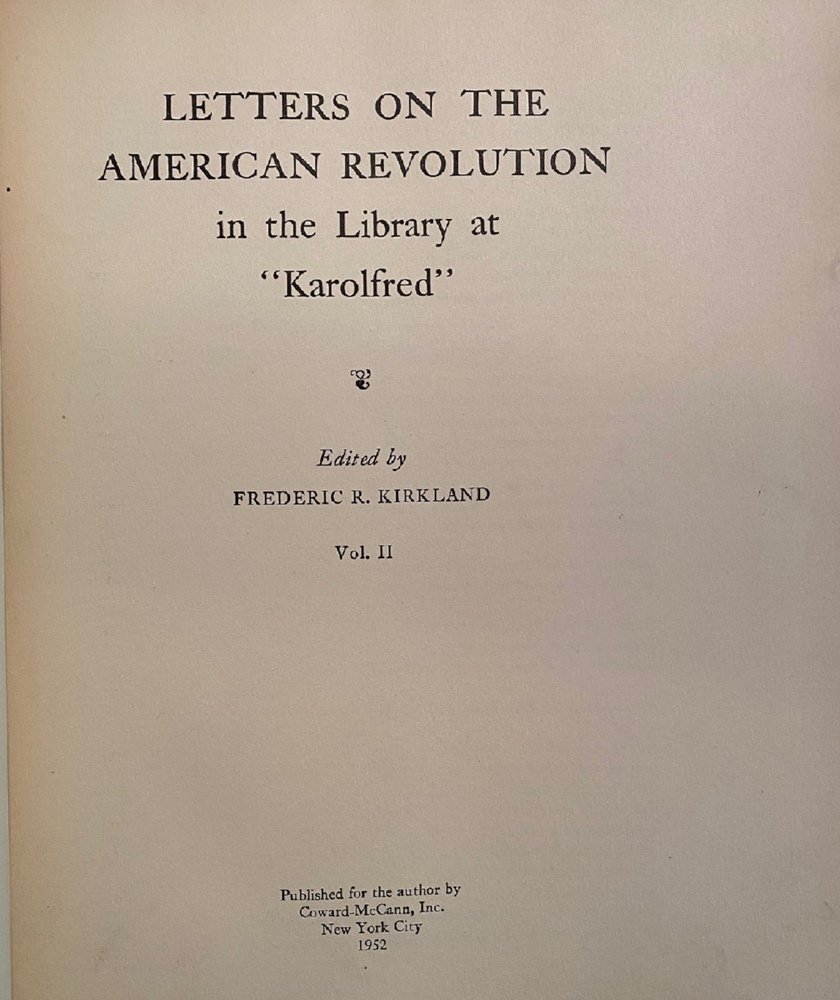 LETTERS ON THE
AMERICAN REVOLUTION
in the Library at
“Karolfred”
Edited by
FREDERIC R. KIRKLAND
Vol. II
Published for the author by
Coward-McCann, Inc.
New York City
1952